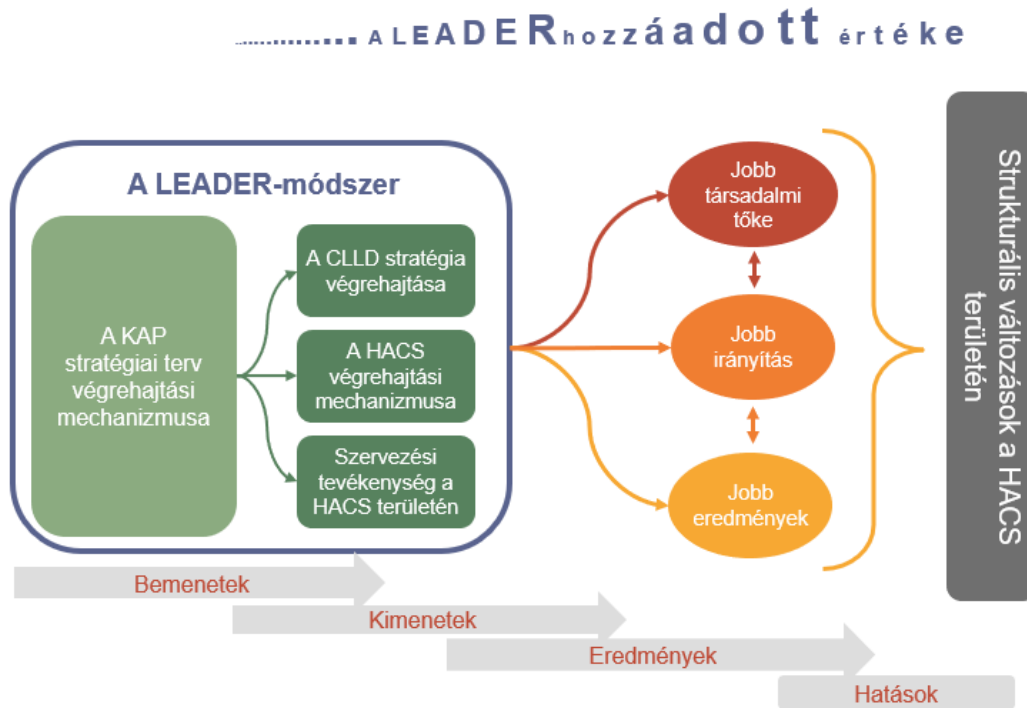 ................ A LEADER hozzáadott értéke
A LEADER-módszer
A KAP
stratégiai terv
végrehajtási
mechanizmusa
A CLLD stratégia
végrehajtása
A HACS
végrehajtási
mechanizmusa
Szervezési
tevékenység a
HACS területén
Jobb
társadalmi
tőke
Jobb
irányítás
Jobb
eredmények
Strukturális változások a HACS
területén
Bemenetek
Kimenetek
Eredmények
Hatások